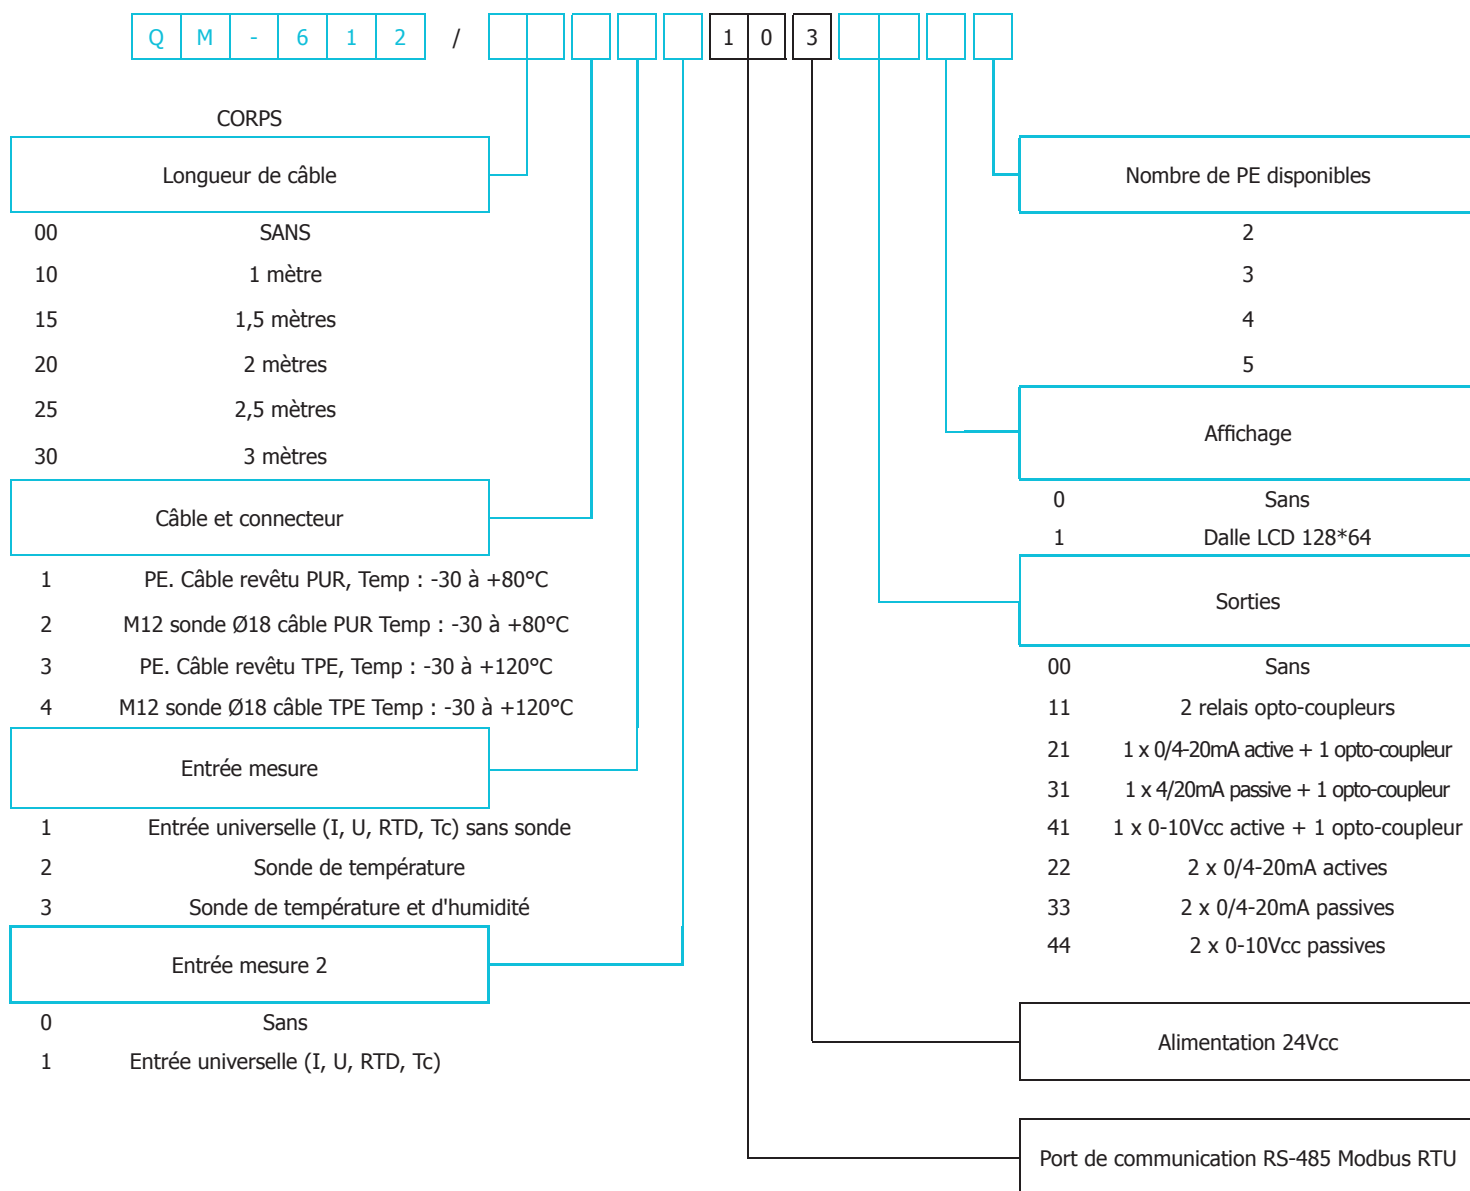 QM-612 / 103
CORPS
Longueur de câble
00 SANS
10 1 mètre
15 1,5 mètres
20 2 mètres
25 2,5 mètres
30 3 mètres
Câble et connecteur
1 PE. Câble revêtu PUR, Temp : -30 à +80°C
2 M12 sonde Ø18 câble PUR Temp : -30 à +80°C
3 PE. Câble revêtu TPE, Temp : -30 à +120°C
4 M12 sonde Ø18 câble TPE Temp : -30 à +120°C
Entrée mesure
1 Entrée universelle (I, U, RTD, Tc) sans sonde
2 Sonde de température
3 Sonde de température et d'humidité
Entrée mesure 2
0 Sans
1 Entrée universelle (I, U, RTD, Tc)
Nombre de PE disponibles
2
3
4
5
Affichage
0 Sans
1 Dalle LCD 128*64
Sorties
00 Sans
11 2 relais opto-coupleurs
21 1 x 0/4-20mA active + 1 opto-coupleur
31 1 x 4/20mA passive + 1 opto-coupleur
41 1 x 0-10Vcc active + 1 opto-coupleur
22 2 x 0/4-20mA actives
33 2 x 0/4-20mA passives
44 2 x 0-10Vcc passives
Alimentation 24Vcc
Port de communication RS-485 Modbus RTU